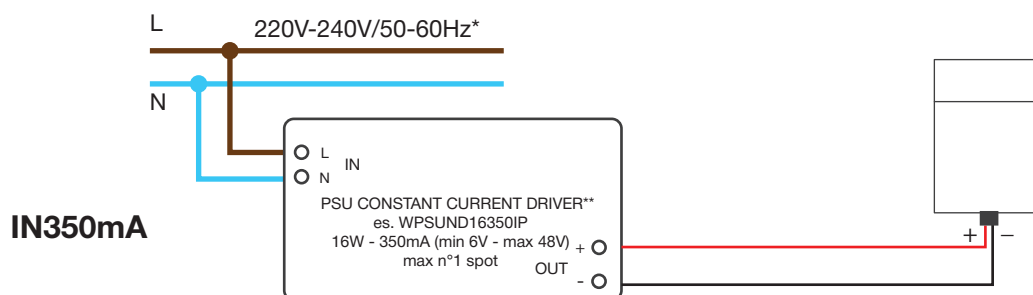 L
220V-240V/50-60Hz*
N
L
IN
N
PSU CONSTANT CURRENT DRIVER**
es. WPSUND16350IP
16W - 350mA (min 6V - max 48V)
max n°1 spot
+
OUT
-
IN350mA
+ −